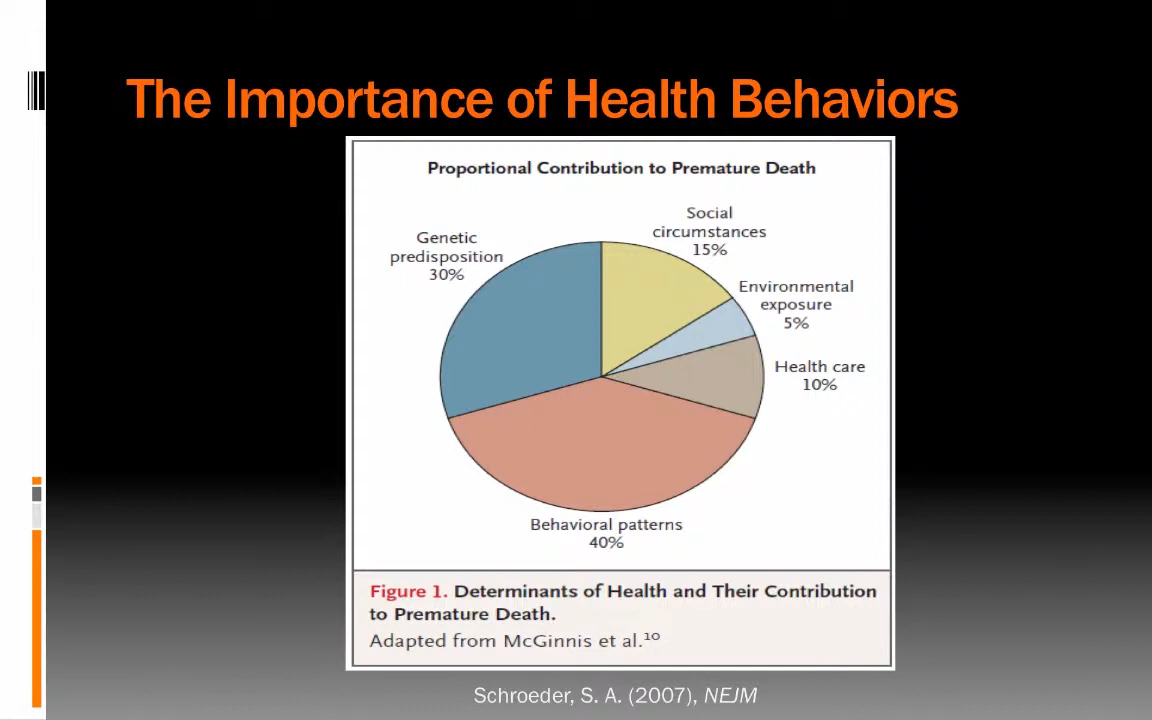 The Importance of Health Behaviors
Proportional Contribution to Premature Death
Social
circumstances
15%
Genetic
predisposition
30%
Environmental
exposure
5%
Health care
10%
Behavioral patterns
40%
Figure 1. Determinants of Health and Their Contribution
to Premature Death.
Adapted from McGinnis et al.¹⁰
Schroeder, S. A. (2007), NEJM